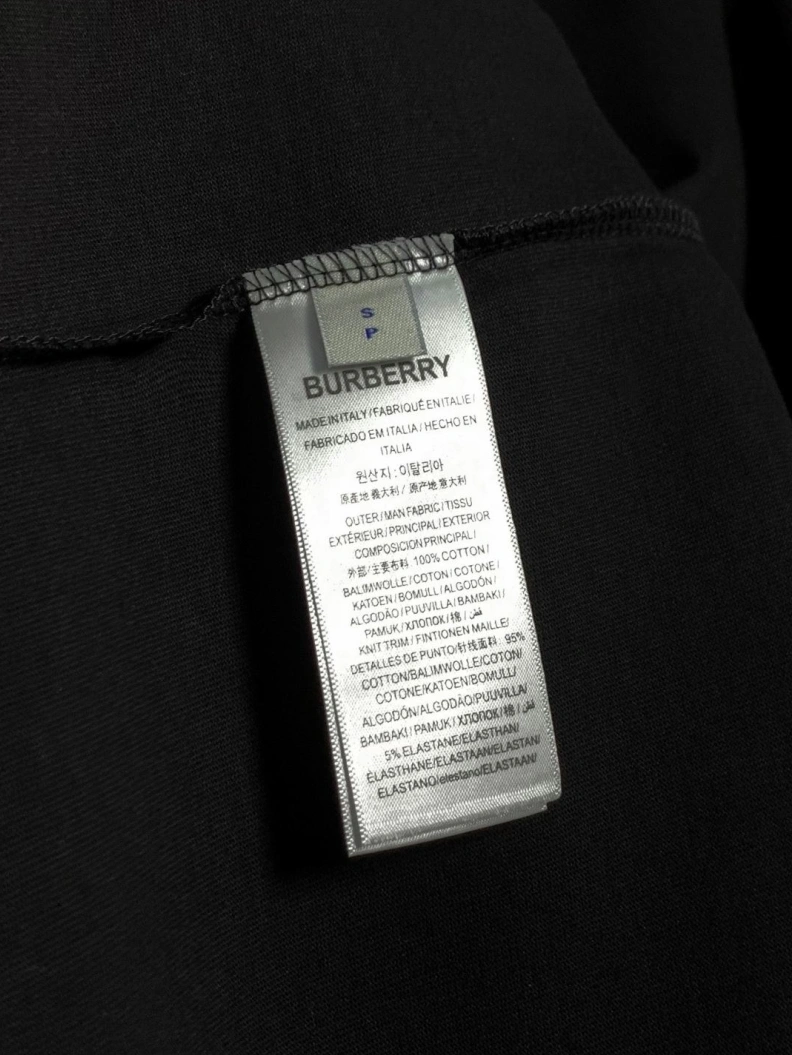 S
P
BURBERRY
MADE IN ITALY / FABRIQUÉ EN ITALIE /
FABRICADO EM ITALIA / HECHO EN
ITALIA
원산지 : 이탈리아
原產地 義大利 / 原产地 意大利
OUTER / MAN FABRIC / TISSU
EXTÉRIEUR / PRINCIPAL / EXTERIOR
COMPOSICION PRINCIPAL /
外部/主要布料 100% COTTON /
BALIMWOLLE / COTON / COTONE /
KATOEN / BOMULL / ALGODÓN /
ALGODÃO / PUUVILLA / BAMBAKI /
PAMUK / ХЛОПОК / 棉 / قطن
KNIT TRIM / FINTIONEN MAILLE/
DETALLES DE PUNTO/针线面料: 95%
COTTON/BALIMWOLLE/COTON/
COTONE/KATOEN/BOMULL/
ALGODÓN/ALGODÃO/PUUVILLA/
BAMBAKI / PAMUK / ХЛОПОК / 棉 / قطن
5% ELASTANE/ELASTHAN/
ÉLASTHANE/ELASTAAN/ELASTAN/
ELASTANO/elestano/ELASTAAN/